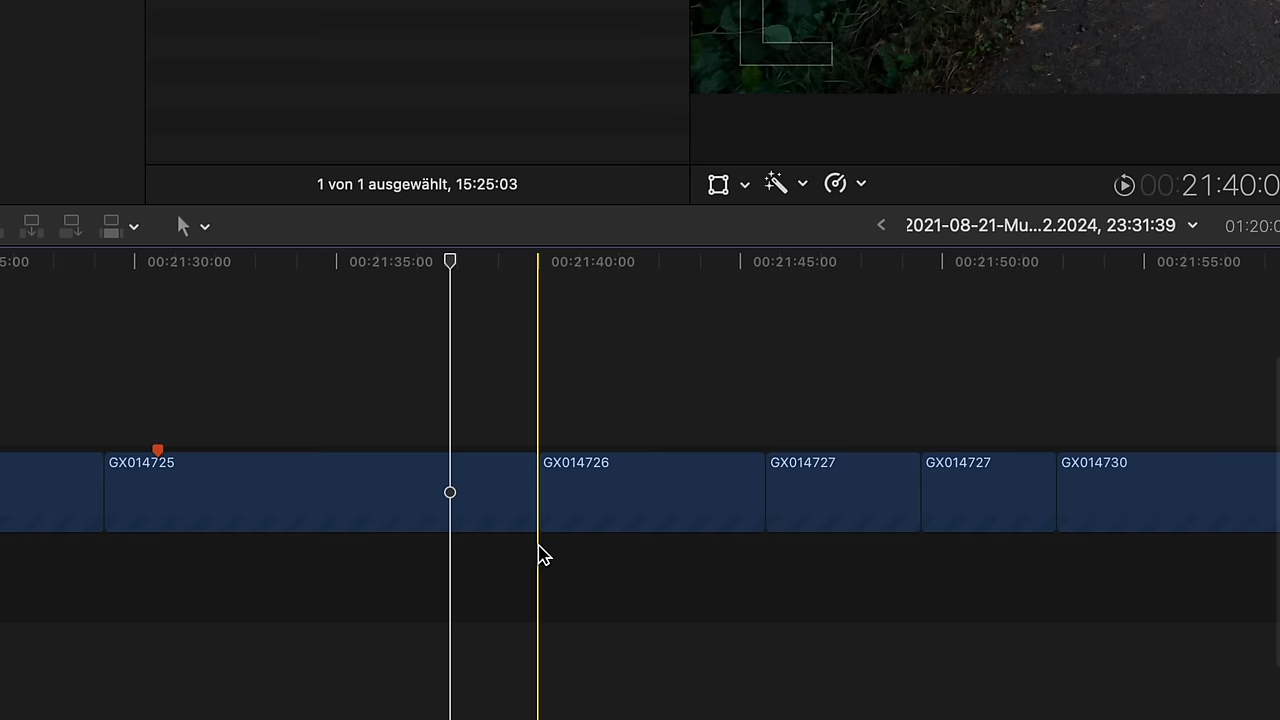 1 von 1 ausgewählt, 15:25:03
00:21:40:0
2021-08-21-Mu...2.2024, 23:31:39
01:20:0
5:00
00:21:30:00
00:21:35:00
00:21:40:00
00:21:45:00
00:21:50:00
00:21:55:00
GX014725
GX014726
GX014727
GX014727
GX014730